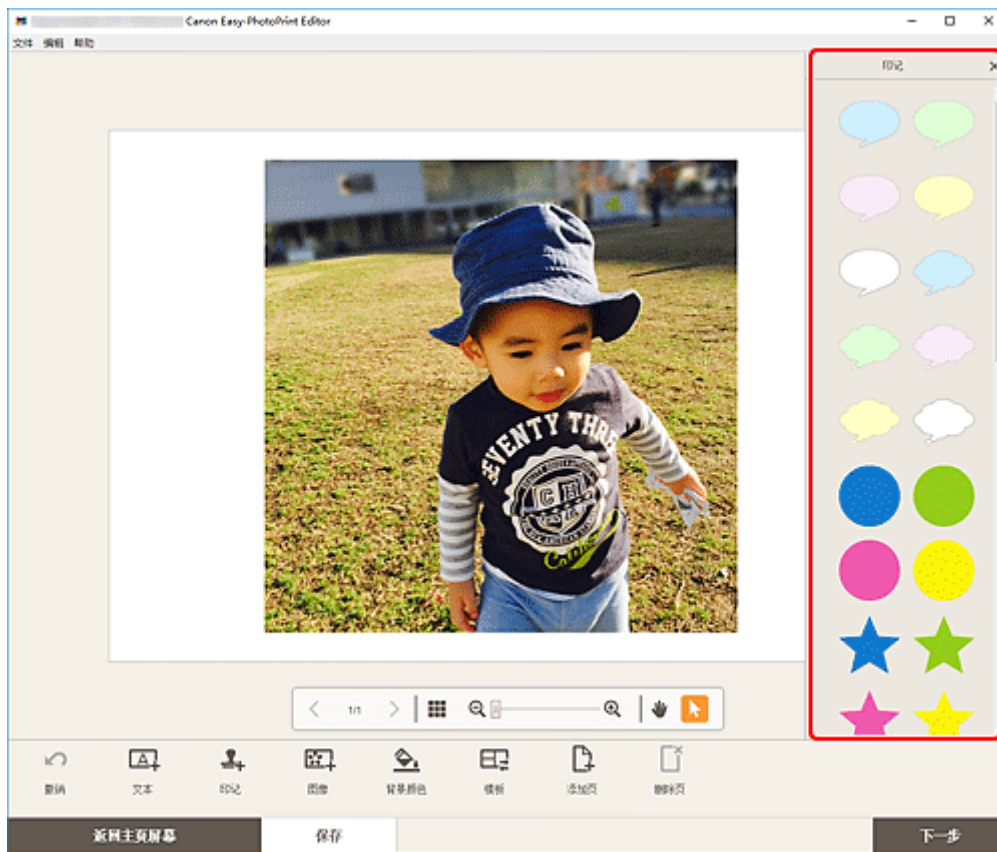 Canon Easy-PhotoPrint Editor
文件 编辑 帮助
印记
SEVENTY THRE
1/1
撤消 文本 印记 图像 背景颜色 模板 添加页 删除页
返回主页屏幕 保存 下一步